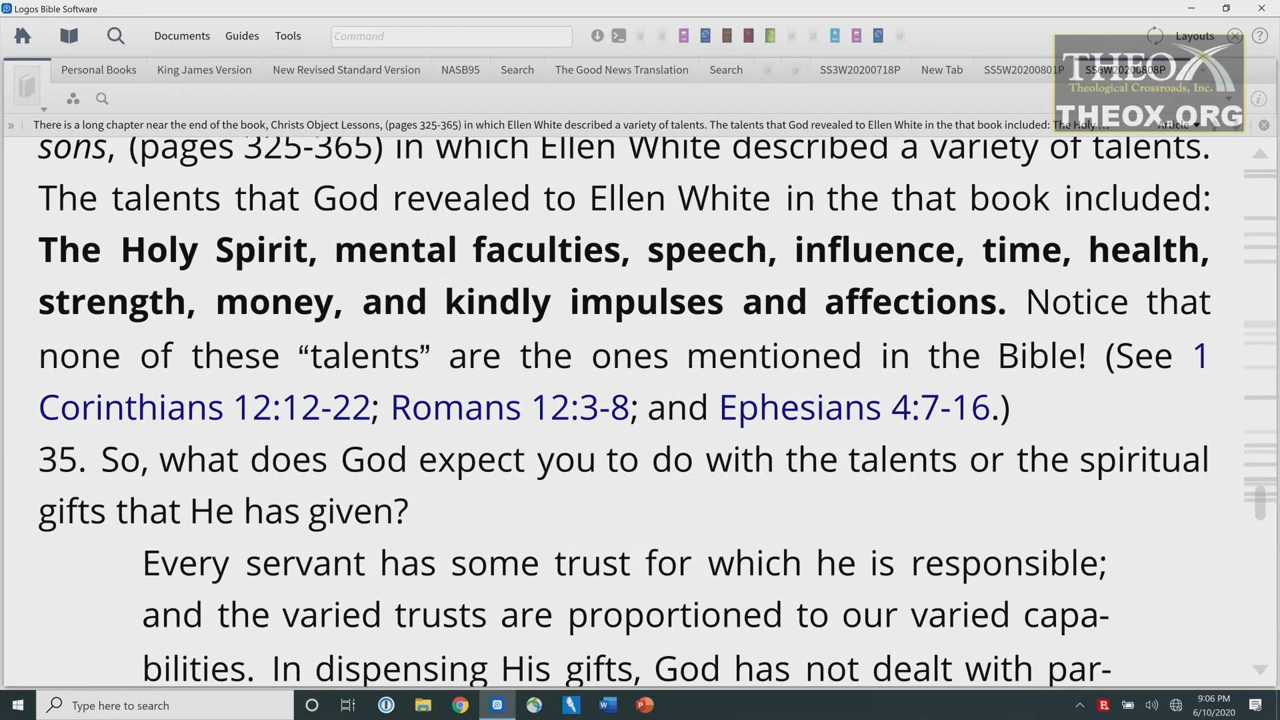 Logos Bible Software
Documents Guides Tools Command Layouts
Personal Books King James Version New Revised Stan Search The Good News Translation Search SS3W20200718P New Tab SS5W20200801P SS6W20200808P
THEOX
Theological Crossroads, Inc.
THEOX.ORG
» There is a long chapter near the end of the book, Christs Object Lessons, (pages 325-365) in which Ellen White described a variety of talents. The talents that God revealed to Ellen White in the that book included: The Holy Article
sons, (pages 325-365) in which Ellen White described a variety of talents.
The talents that God revealed to Ellen White in the that book included:
The Holy Spirit, mental faculties, speech, influence, time, health,
strength, money, and kindly impulses and affections. Notice that
none of these “talents” are the ones mentioned in the Bible! (See 1
Corinthians 12:12-22; Romans 12:3-8; and Ephesians 4:7-16.)
35. So, what does God expect you to do with the talents or the spiritual
gifts that He has given?
Every servant has some trust for which he is responsible;
and the varied trusts are proportioned to our varied capa-
bilities. In dispensing His gifts, God has not dealt with par-
Type here to search
9:06 PM
6/10/2020